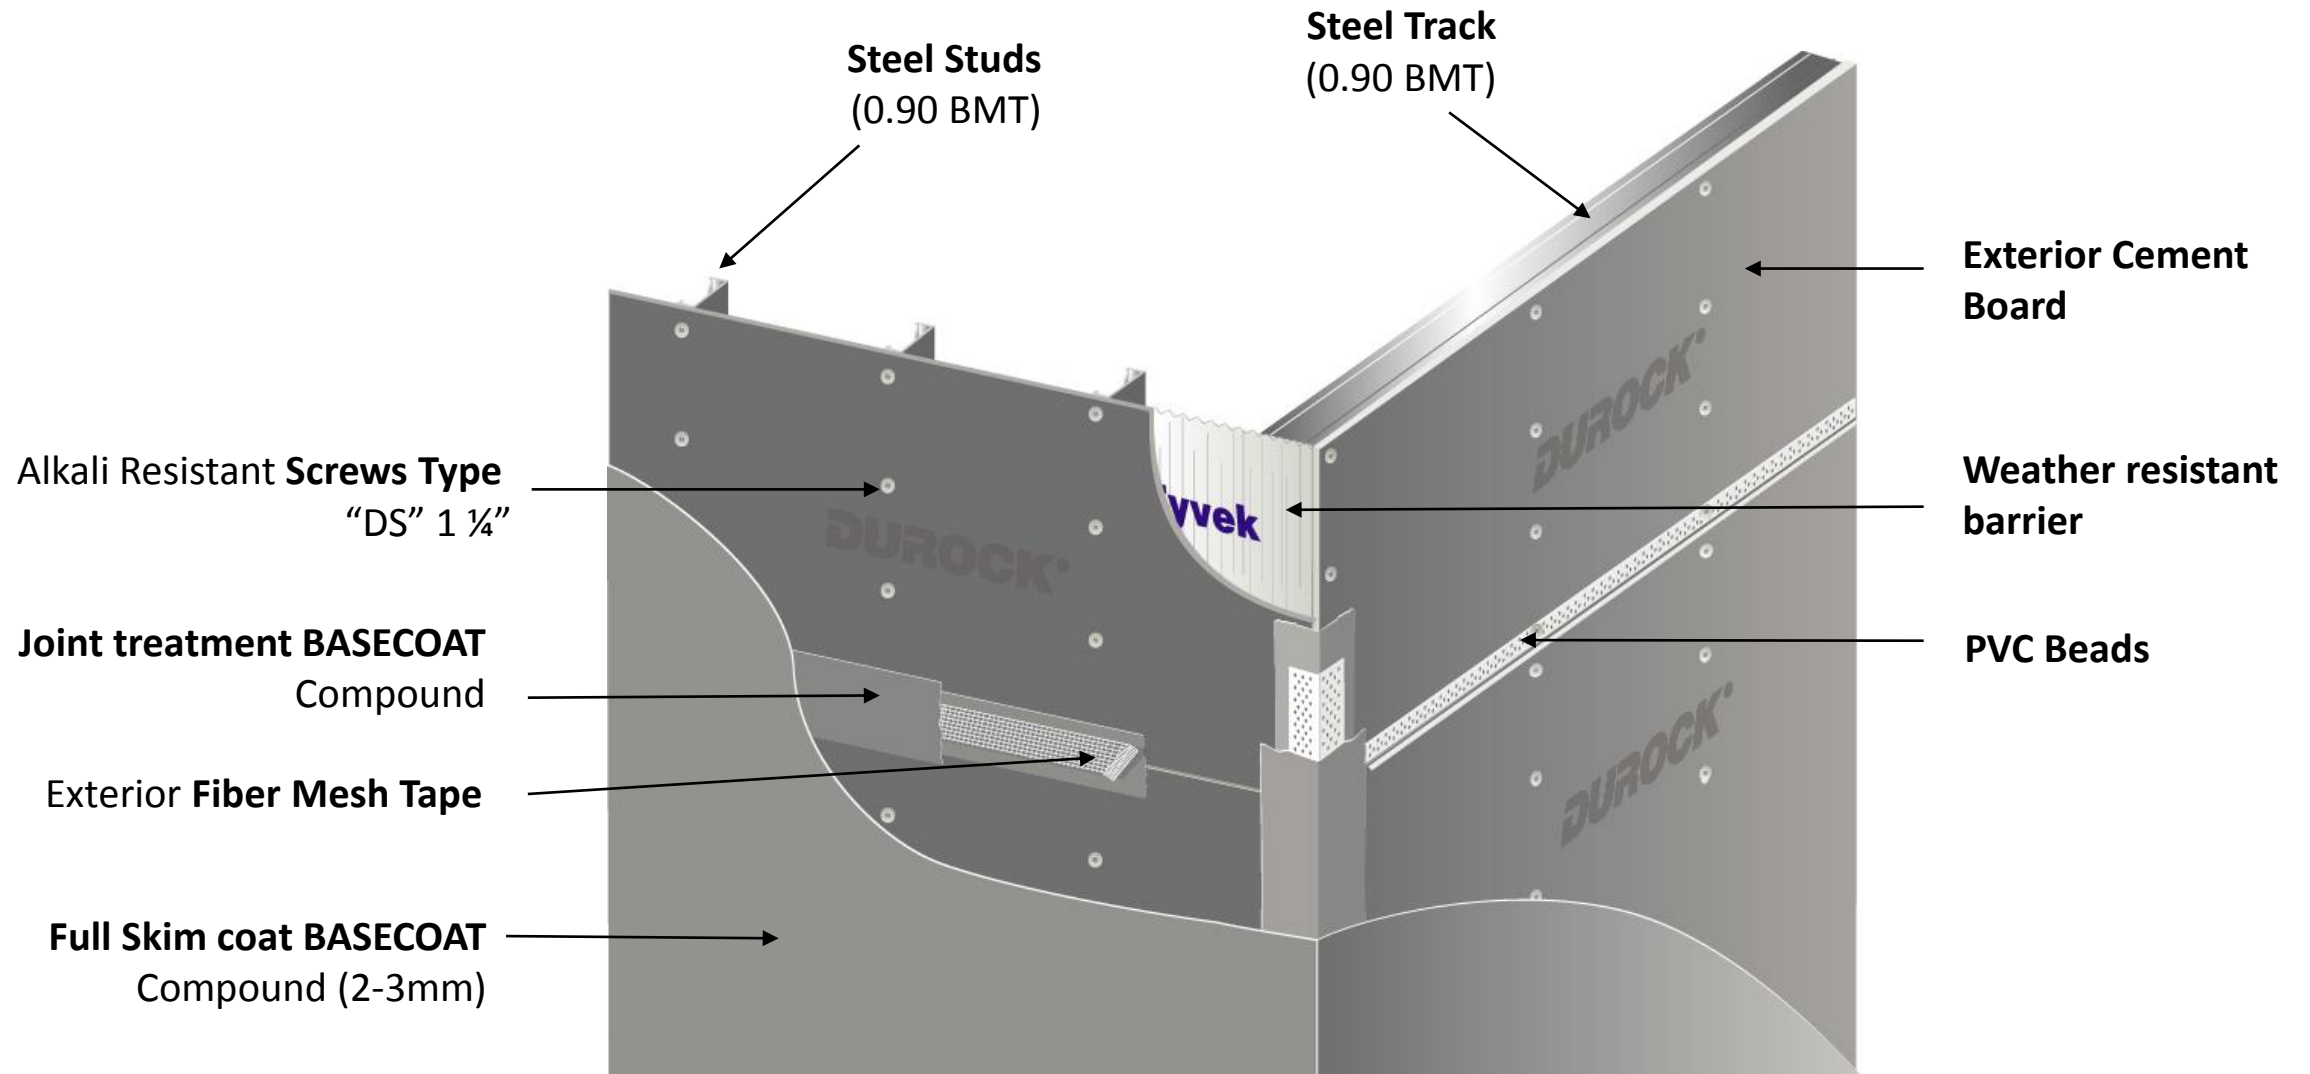 Steel Track
(0.90 BMT)
Steel Studs
(0.90 BMT)
Exterior Cement
Board
DUROCK®
Alkali Resistant Screws Type
“DS” 1 ¼”
Weather resistant
barrier
yvek
DUROCK®
Joint treatment BASECOAT
Compound
PVC Beads
DUROCK®
Exterior Fiber Mesh Tape
Full Skim coat BASECOAT
Compound (2-3mm)